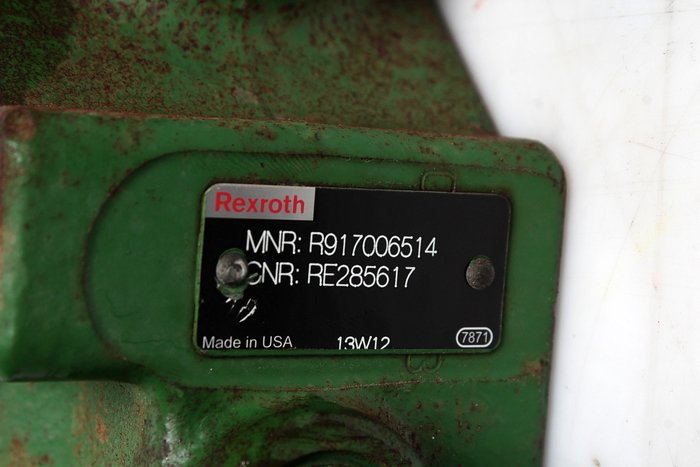 Rexroth
MNR: R917006514
CNR: RE285617
Made in USA 13W12 7871